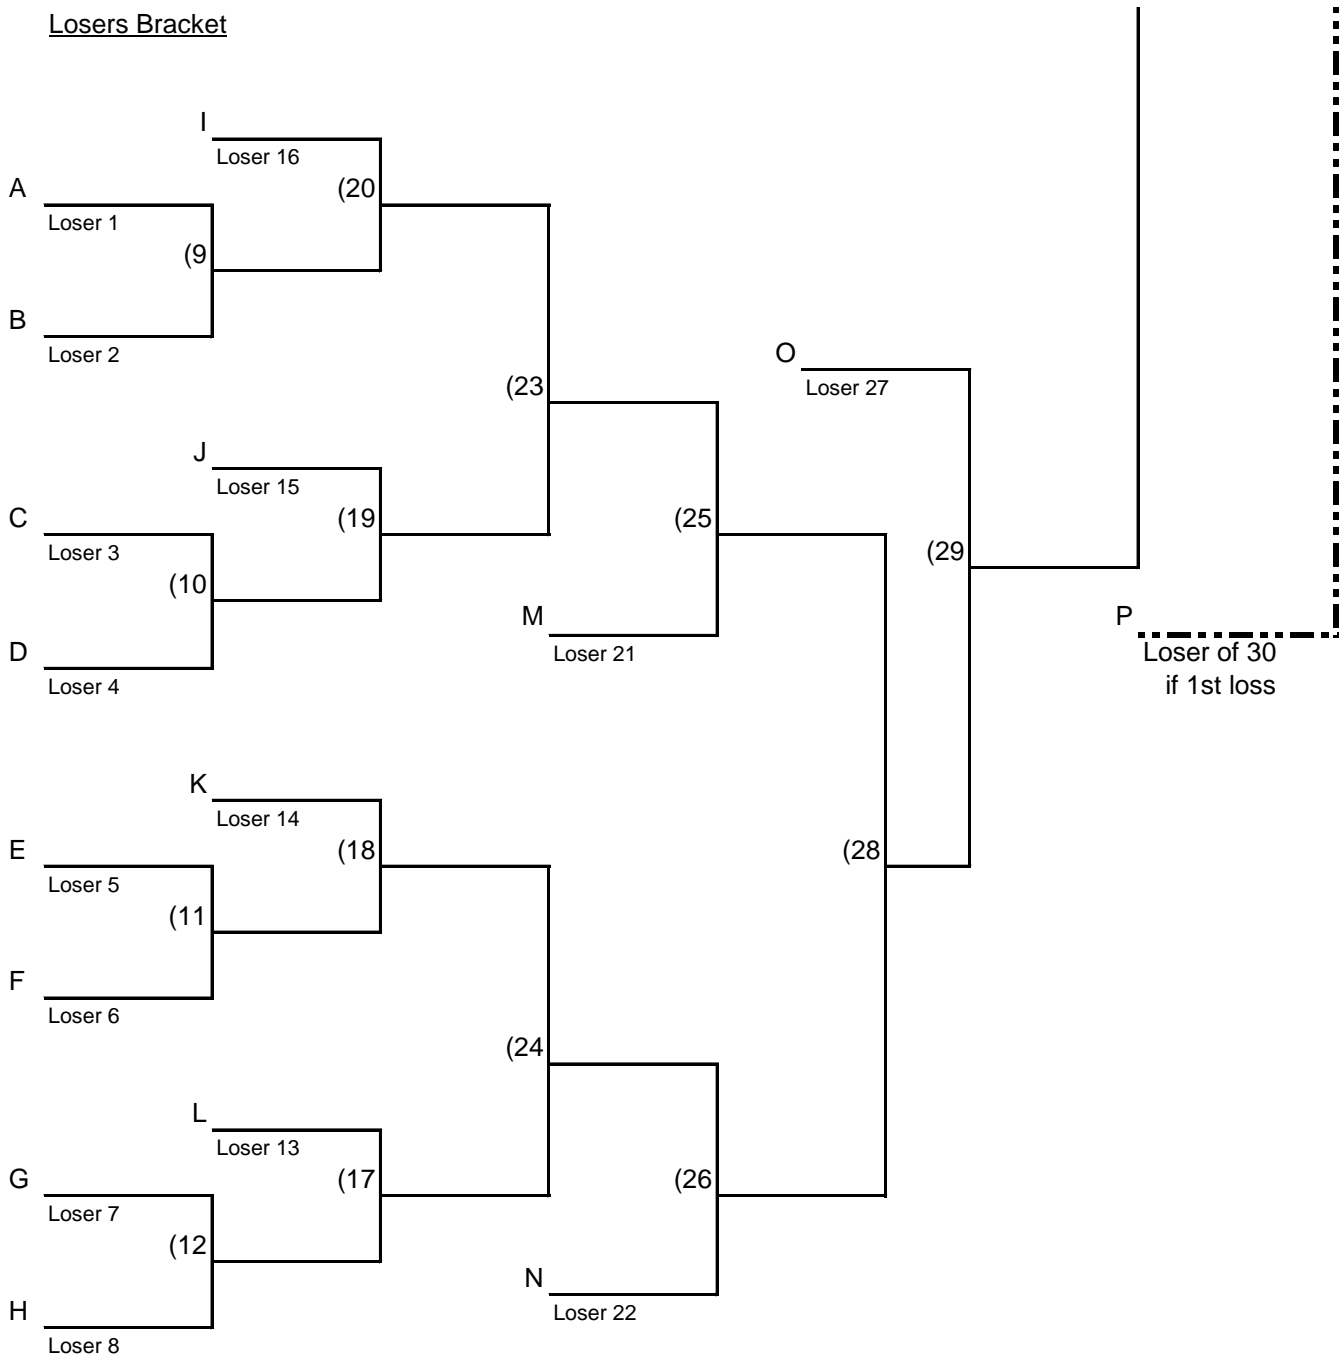 Losers Bracket
I
Loser 16
A
(20
Loser 1
(9
B
Loser 2
O
(23
Loser 27
J
Loser 15
C
(19
(25
Loser 3
(29
(10
M
P
D
Loser 21
Loser of 30
Loser 4
if 1st loss
K
Loser 14
E
(18
(28
Loser 5
(11
F
Loser 6
(24
L
Loser 13
G
(17
(26
Loser 7
(12
N
H
Loser 22
Loser 8